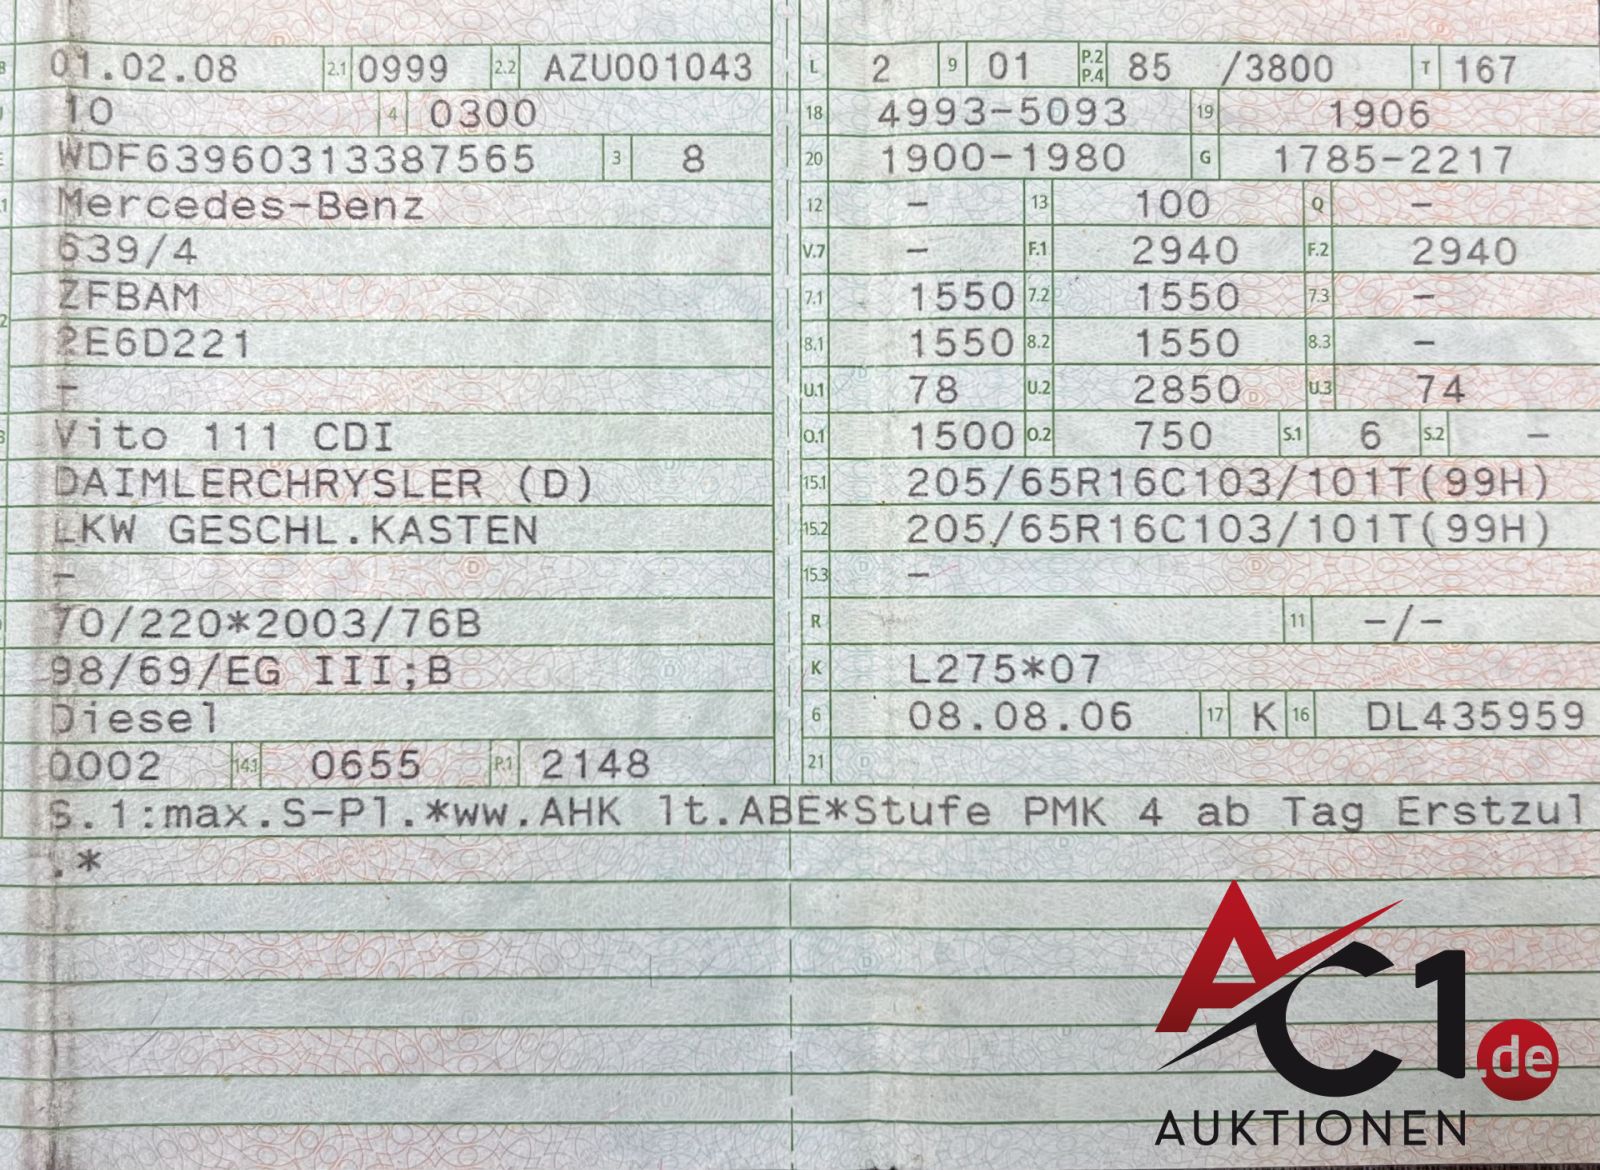 B 01.02.08 2.1 0999 2.2 AZU001043
10 4 0300
WDF63960313387565 3 8
Mercedes-Benz
639/4
ZFBAM
2E6D221
-
Vito 111 CDI
DAIMLERCHRYSLER (D)
LKW GESCHL.KASTEN
-
70/220*2003/76B
98/69/EG III;B
Diesel
0002 14.1 0655 P.1 2148
L 2 9 01 P.2 P.4 85 /3800 T 167
18 4993-5093 19 1906
20 1900-1980 G 1785-2217
12 - 13 100 Q -
V.7 - F.1 2940 F.2 2940
7.1 1550 7.2 1550 7.3 -
8.1 1550 8.2 1550 8.3 -
U.1 78 U.2 2850 U.3 74
O.1 1500 O.2 750 S.1 6 S.2 -
15.1 205/65R16C103/101T(99H)
15.2 205/65R16C103/101T(99H)
15.3 -
R 11 -/-
K L275*07
6 08.08.06 17 K 16 DL435959
21
S.1:max.S-Pl.*ww.AHK lt.ABE*Stufe PMK 4 ab Tag Erstzul
.*
AC1.de
AUKTIONEN